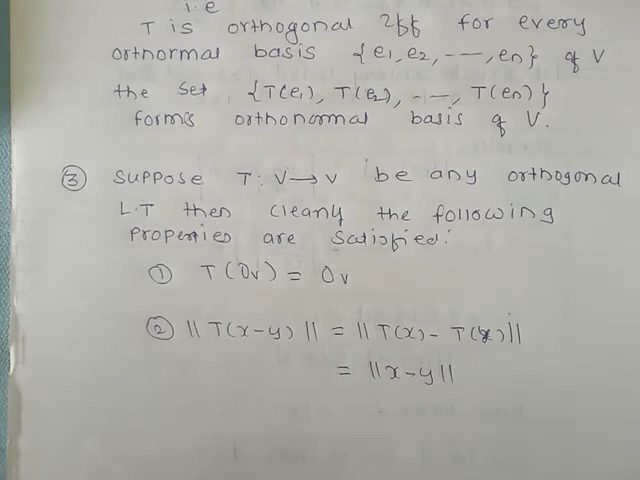 i.e
T is orthogonal iff for every
ortnormal basis {e1, e2, ---, en} of V
the set, {T(e1), T(e2), ---, T(en)}
forms orthonormal basis of V.
③ Suppose T: V→V be any orthogonal
L.T then clearly the following
properties are satisfied:
① T(0v) = 0v
② ||T(x-y)|| = ||T(x) - T(y)||
= ||x-y||